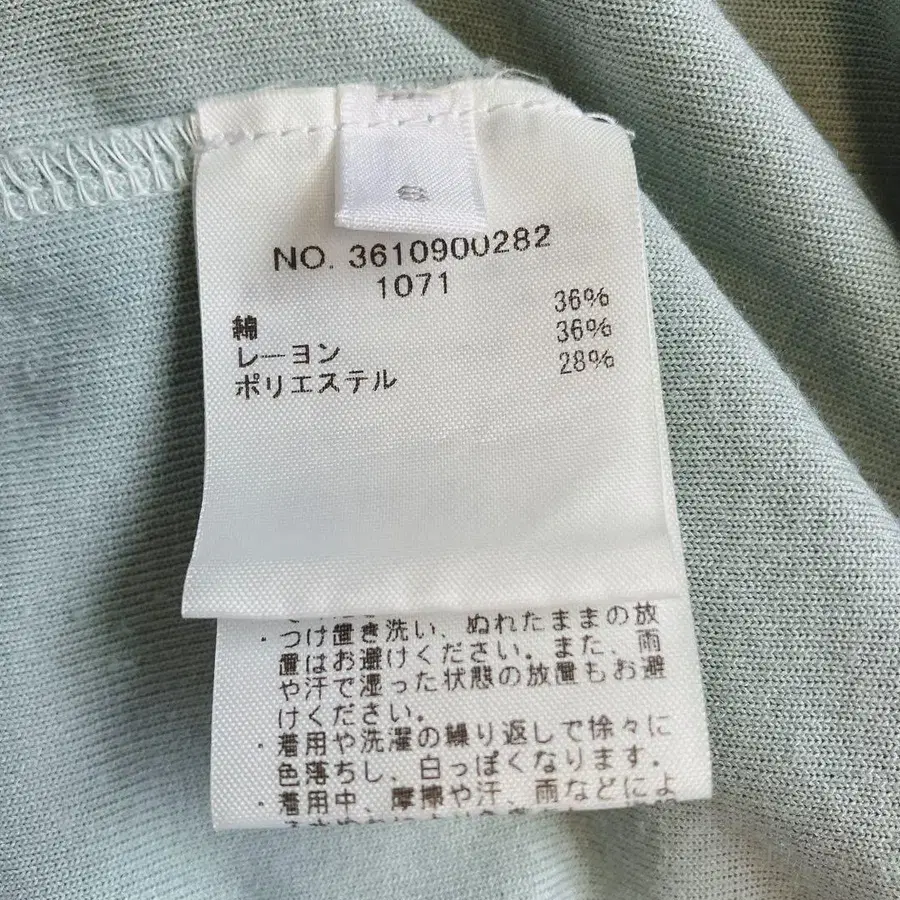 NO. 3610900282
1071
綿 36%
レーヨン 36%
ポリエステル 28%
・つけ置き洗い、ぬれたままの放
置はお避けください。また、雨
や汗で湿った状態の放置もお避
けください。
・着用や洗濯の繰り返しで徐々に
色落ちし、白っぽくなります。
・着用中、摩擦や汗、雨などによ